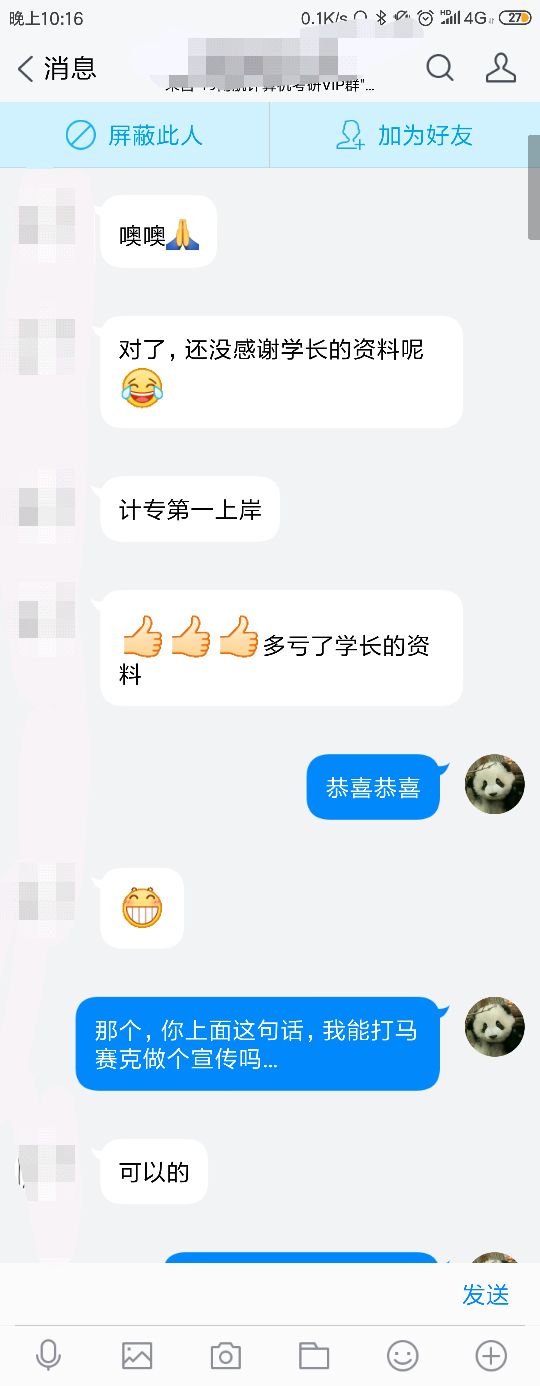 晚上10:16
0.1K/s
HD
4G
27
消息
计算机考研VIP群"...
屏蔽此人
加为好友
噢噢🙏
对了，还没感谢学长的资料呢
😂
计专第一上岸
👍👍👍多亏了学长的资
料
恭喜恭喜
😁
那个，你上面这句话，我能打马
赛克做个宣传吗...
可以的
发送